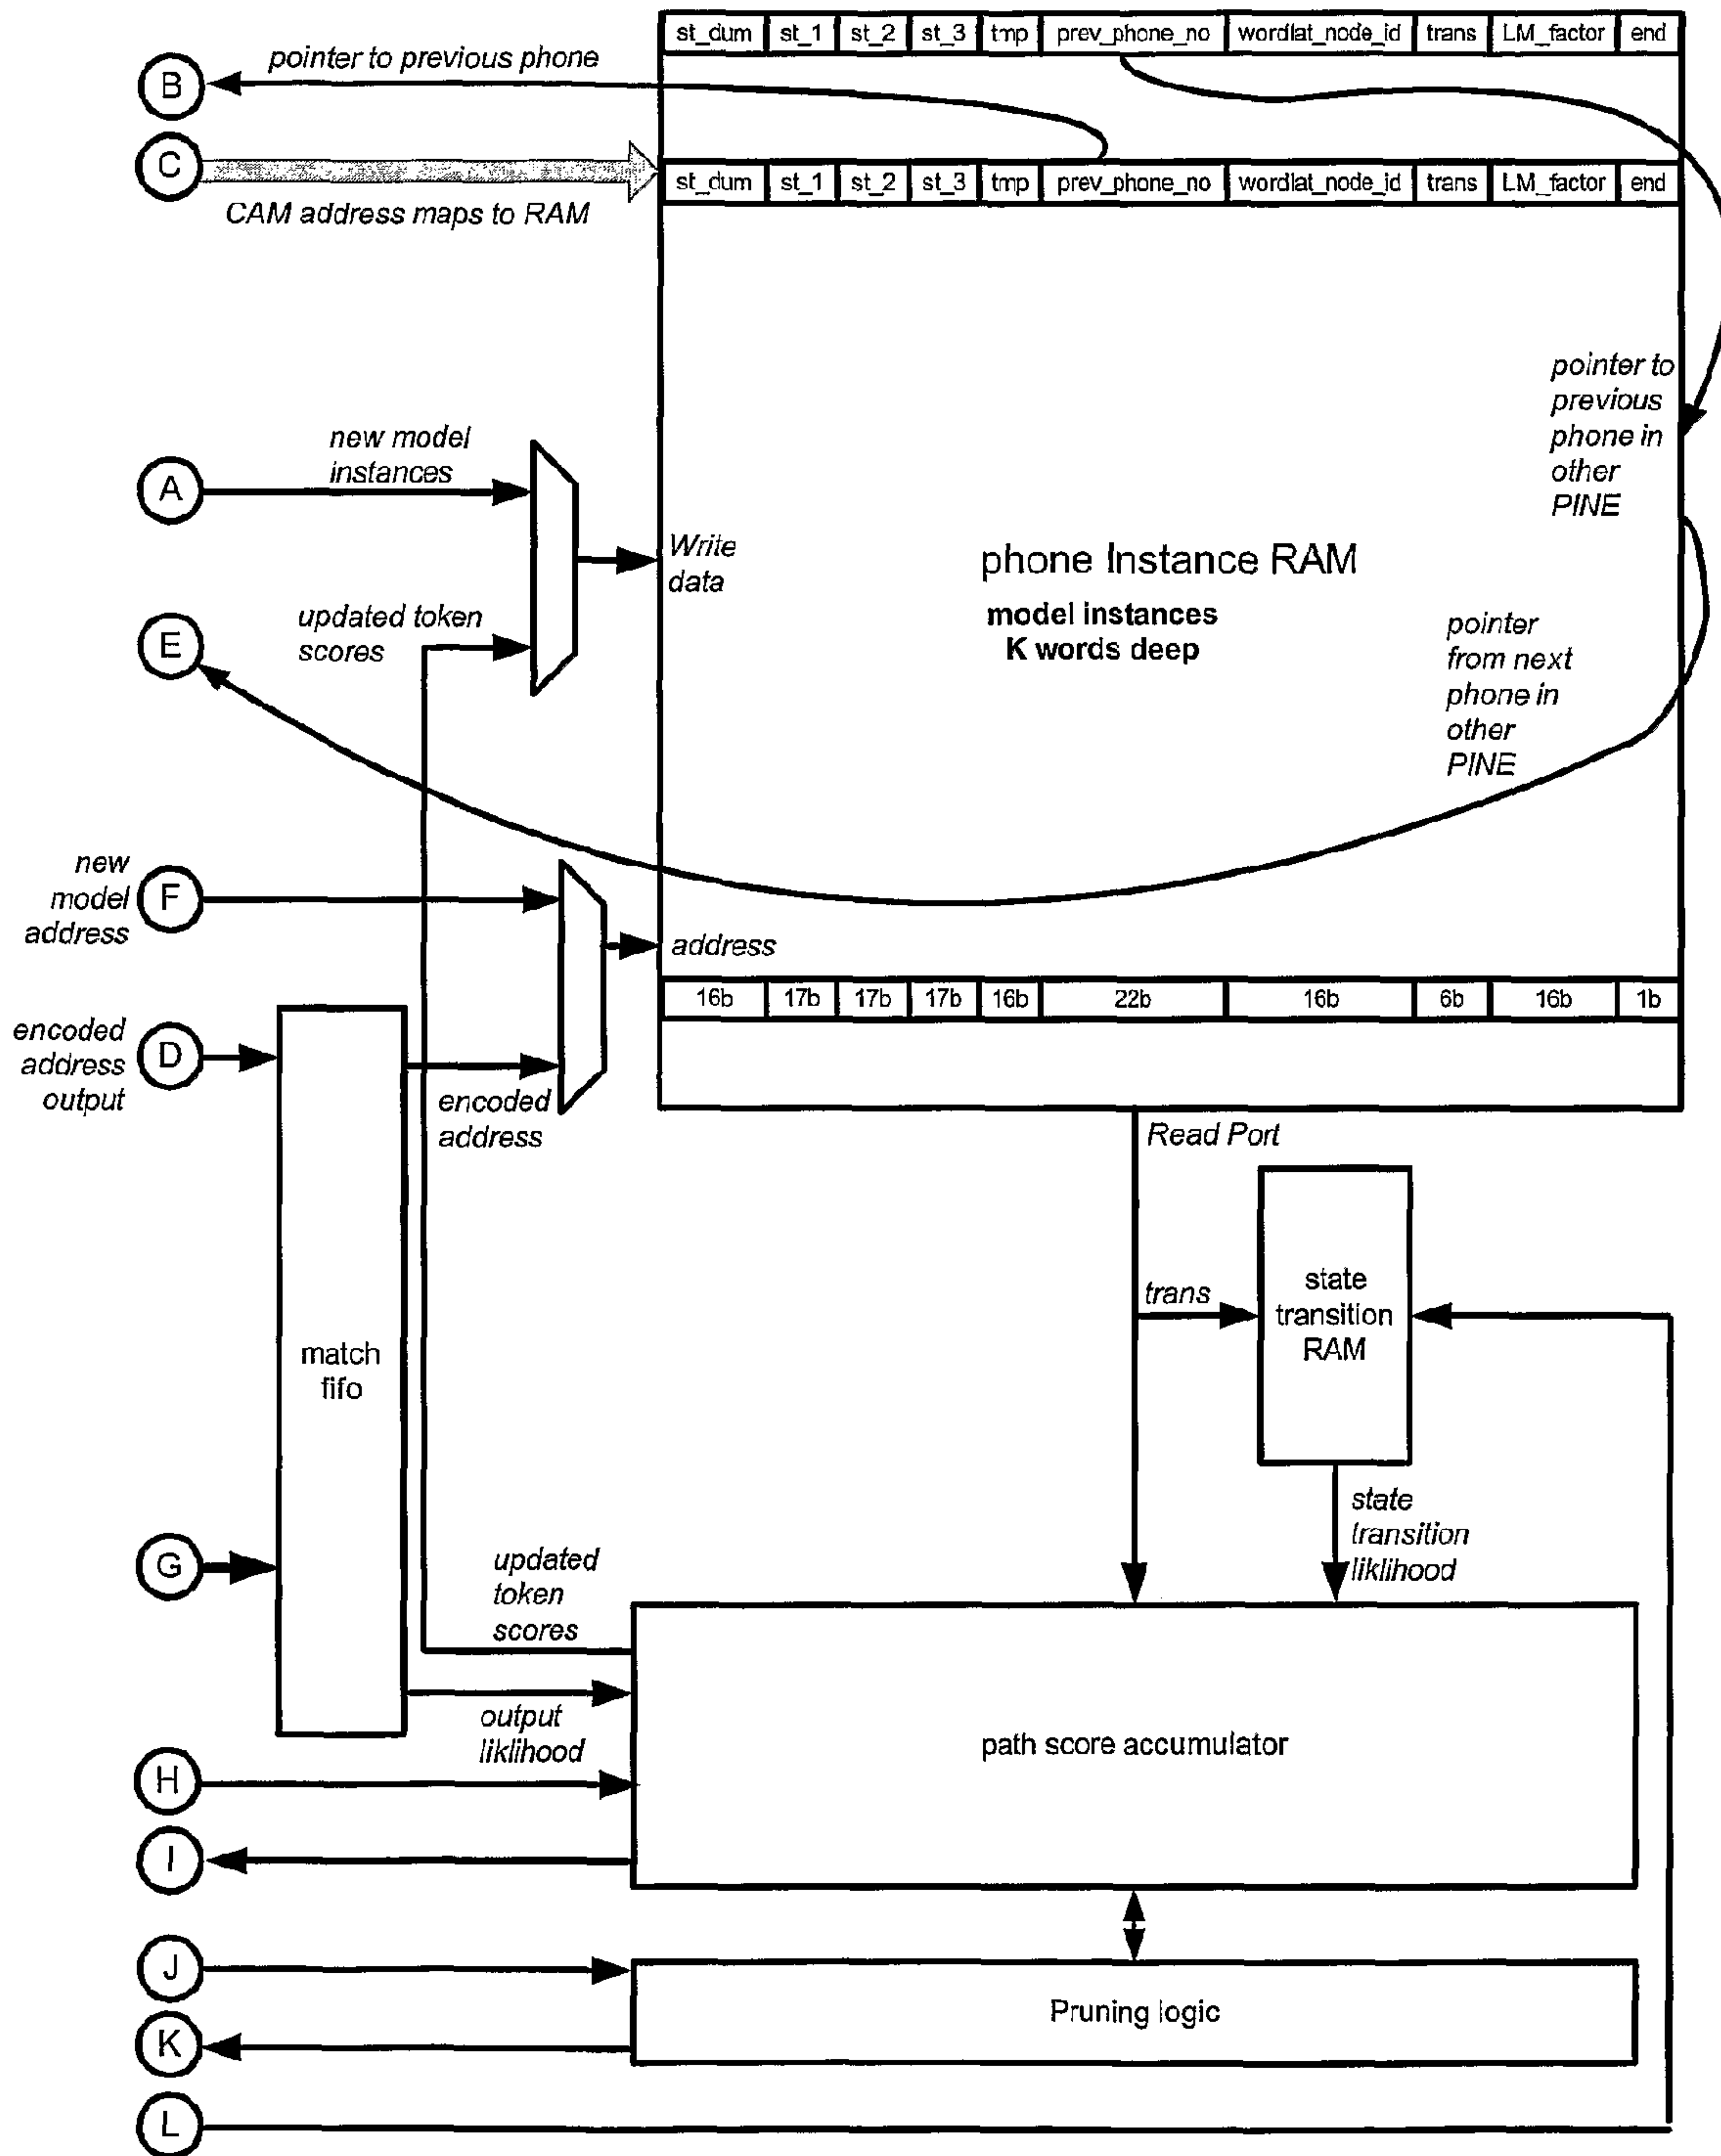 st_dum st_1 st_2 st_3 tmp prev_phone_no wordlat_node_id trans LM_factor end
pointer to previous phone
B
C
st_dum st_1 st_2 st_3 tmp prev_phone_no wordlat_node_id trans LM_factor end
CAM address maps to RAM
pointer to
previous
phone in
other
PINE
new model
instances
A
Write
data
phone Instance RAM
model instances
K words deep
updated token
scores
E
pointer
from next
phone in
other
PINE
new
model
address
F
address
16b 17b 17b 17b 16b 22b 16b 6b 16b 1b
encoded
address
output
D
encoded
address
Read Port
trans
state
transition
RAM
match
fifo
state
transition
liklihood
G
updated
token
scores
output
liklihood
path score accumulator
H
I
J
Pruning logic
K
L